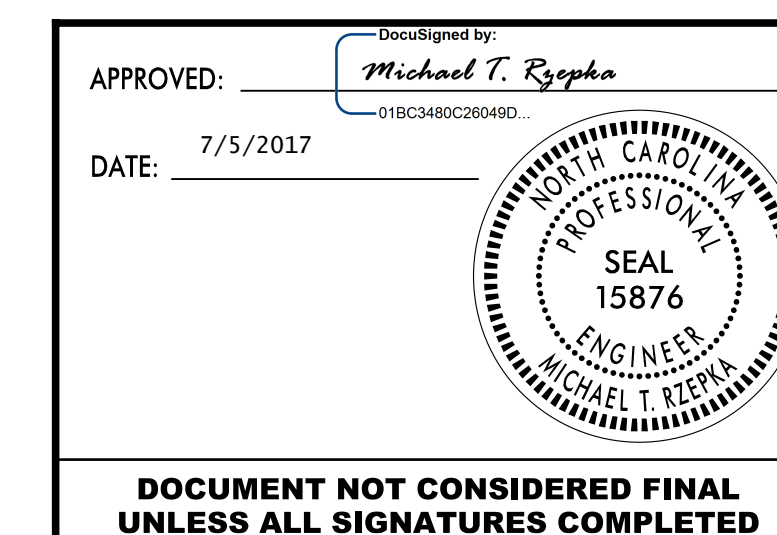 DocuSigned by:
APPROVED: Michael T. Rzepka
01BC3480C26049D...
DATE: 7/5/2017
NORTH CAROLINA
PROFESSIONAL
SEAL
15876
ENGINEER
MICHAEL T. RZEPKA
DOCUMENT NOT CONSIDERED FINAL
UNLESS ALL SIGNATURES COMPLETED